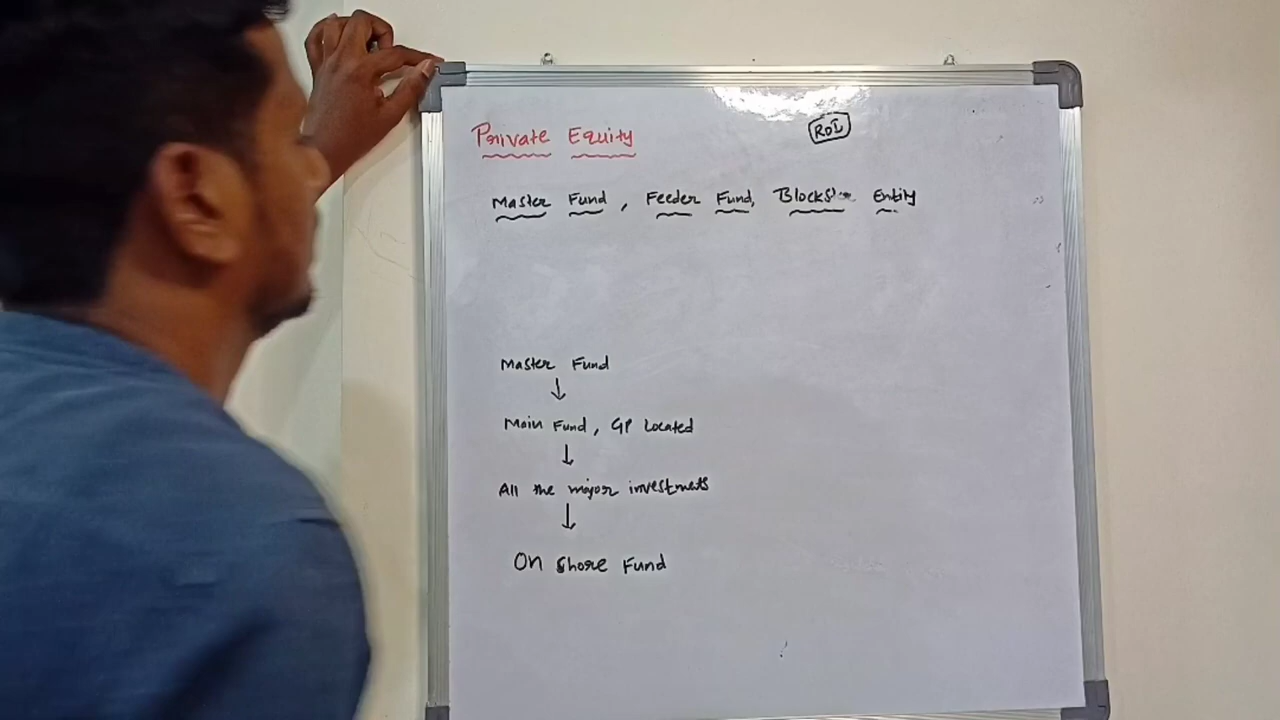 Private Equity
ROI
Master Fund, Feeder Fund, Entity
Master Fund
↓
Main Fund, GP Located
↓
All the major investments
↓
On Shore Fund